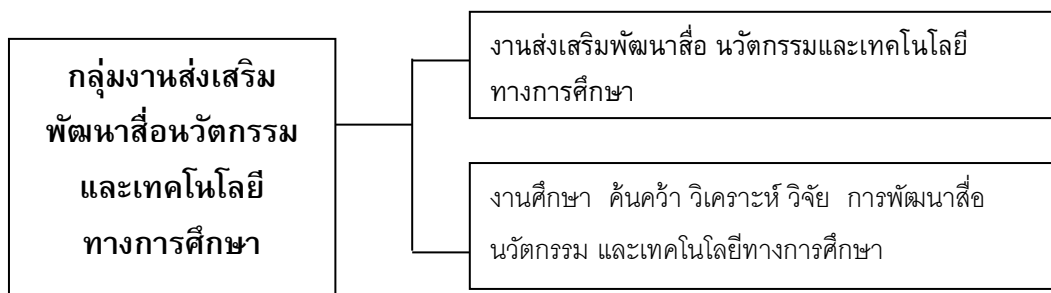 กลุ่มงานส่งเสริม
พัฒนาสื่อนวัตกรรม
และเทคโนโลยี
ทางการศึกษา
งานส่งเสริมพัฒนาสื่อ นวัตกรรมและเทคโนโลยี
ทางการศึกษา
งานศึกษา ค้นคว้า วิเคราะห์ วิจัย การพัฒนาสื่อ
นวัตกรรม และเทคโนโลยีทางการศึกษา